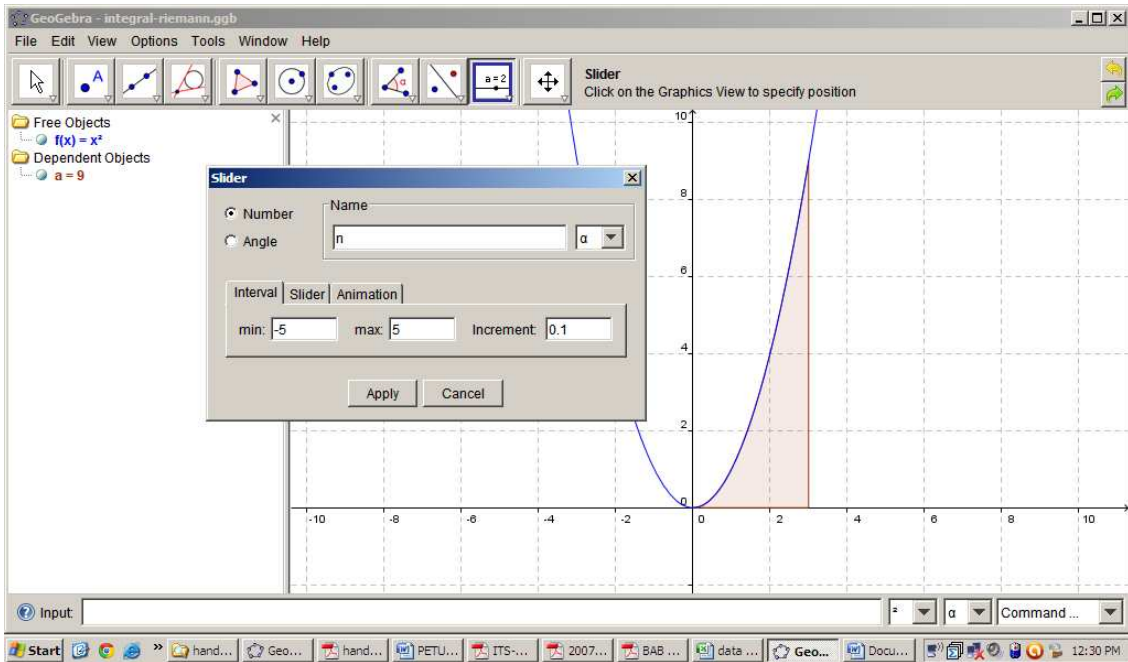 GeoGebra - integral-riemann.ggb
File Edit View Options Tools Window Help
A
α
a=2
Slider
Click on the Graphics View to specify position
Free Objects
f(x) = x²
Dependent Objects
a = 9
Slider
Number
Angle
Name
n
α
Interval Slider Animation
min: -5 max: 5 Increment: 0.1
Apply Cancel
10
8
6
4
2
0
-10 -8 -6 -4 -2 0 2 4 6 8 10
Input: ² α Command ...
Start » hand... Geo... hand... PETU... ITS-... 2007... BAB ... data ... Geo... Docu... 12:30 PM